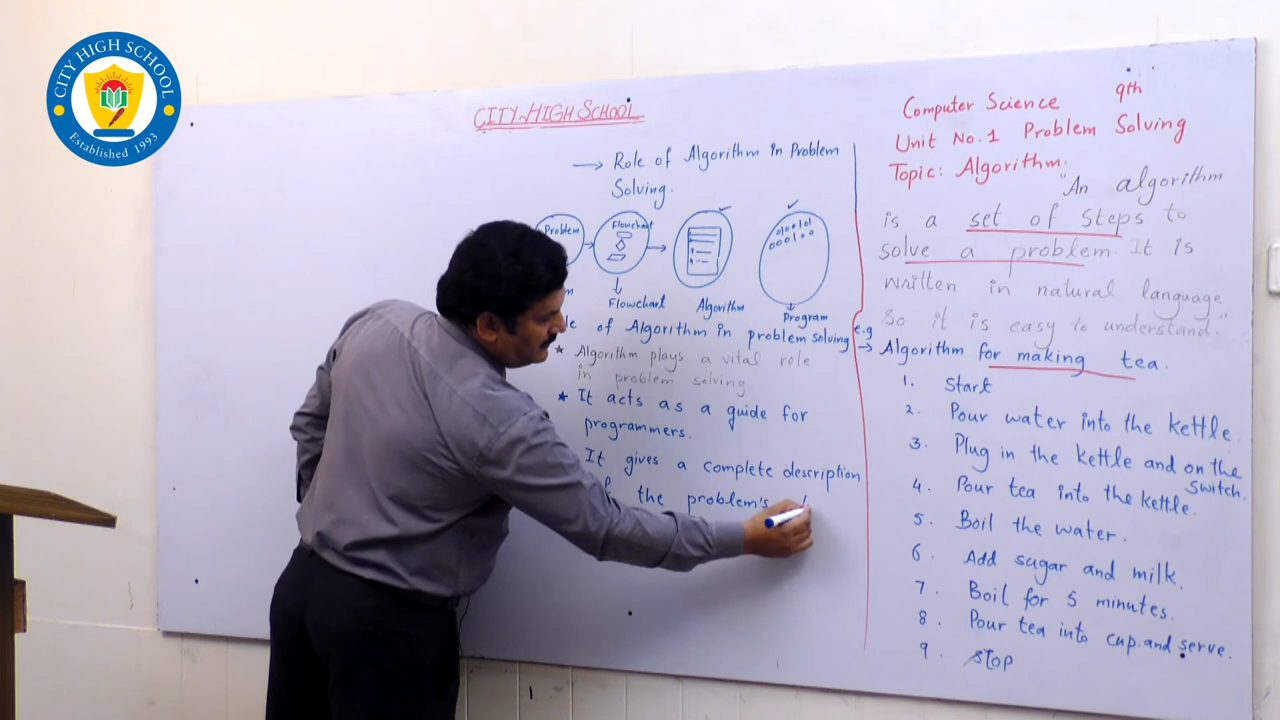 CITY HIGH SCHOOL
Established 1993
CITY HIGH SCHOOL
→ Role of Algorithm in Problem
Solving.
Problem
Flowchart
010101
Flowchart
Algorithm
Program
of Algorithm in problem solving
* Algorithm plays a vital role
in problem solving
* It acts as a guide for
programmers.
It gives a complete description
the problem's
Computer Science 9th
Unit No.1 Problem Solving
Topic: Algorithm.
"An algorithm
is a set of steps to
solve a problem. It is
written in natural language
so it is easy to understand."
e.g
→ Algorithm for making tea.
1. Start
2. Pour water into the kettle.
3. Plug in the kettle and on the
switch.
4. Pour tea into the kettle.
5. Boil the water.
6. Add sugar and milk.
7. Boil for 5 minutes.
8. Pour tea into cup.and serve.
9. Stop